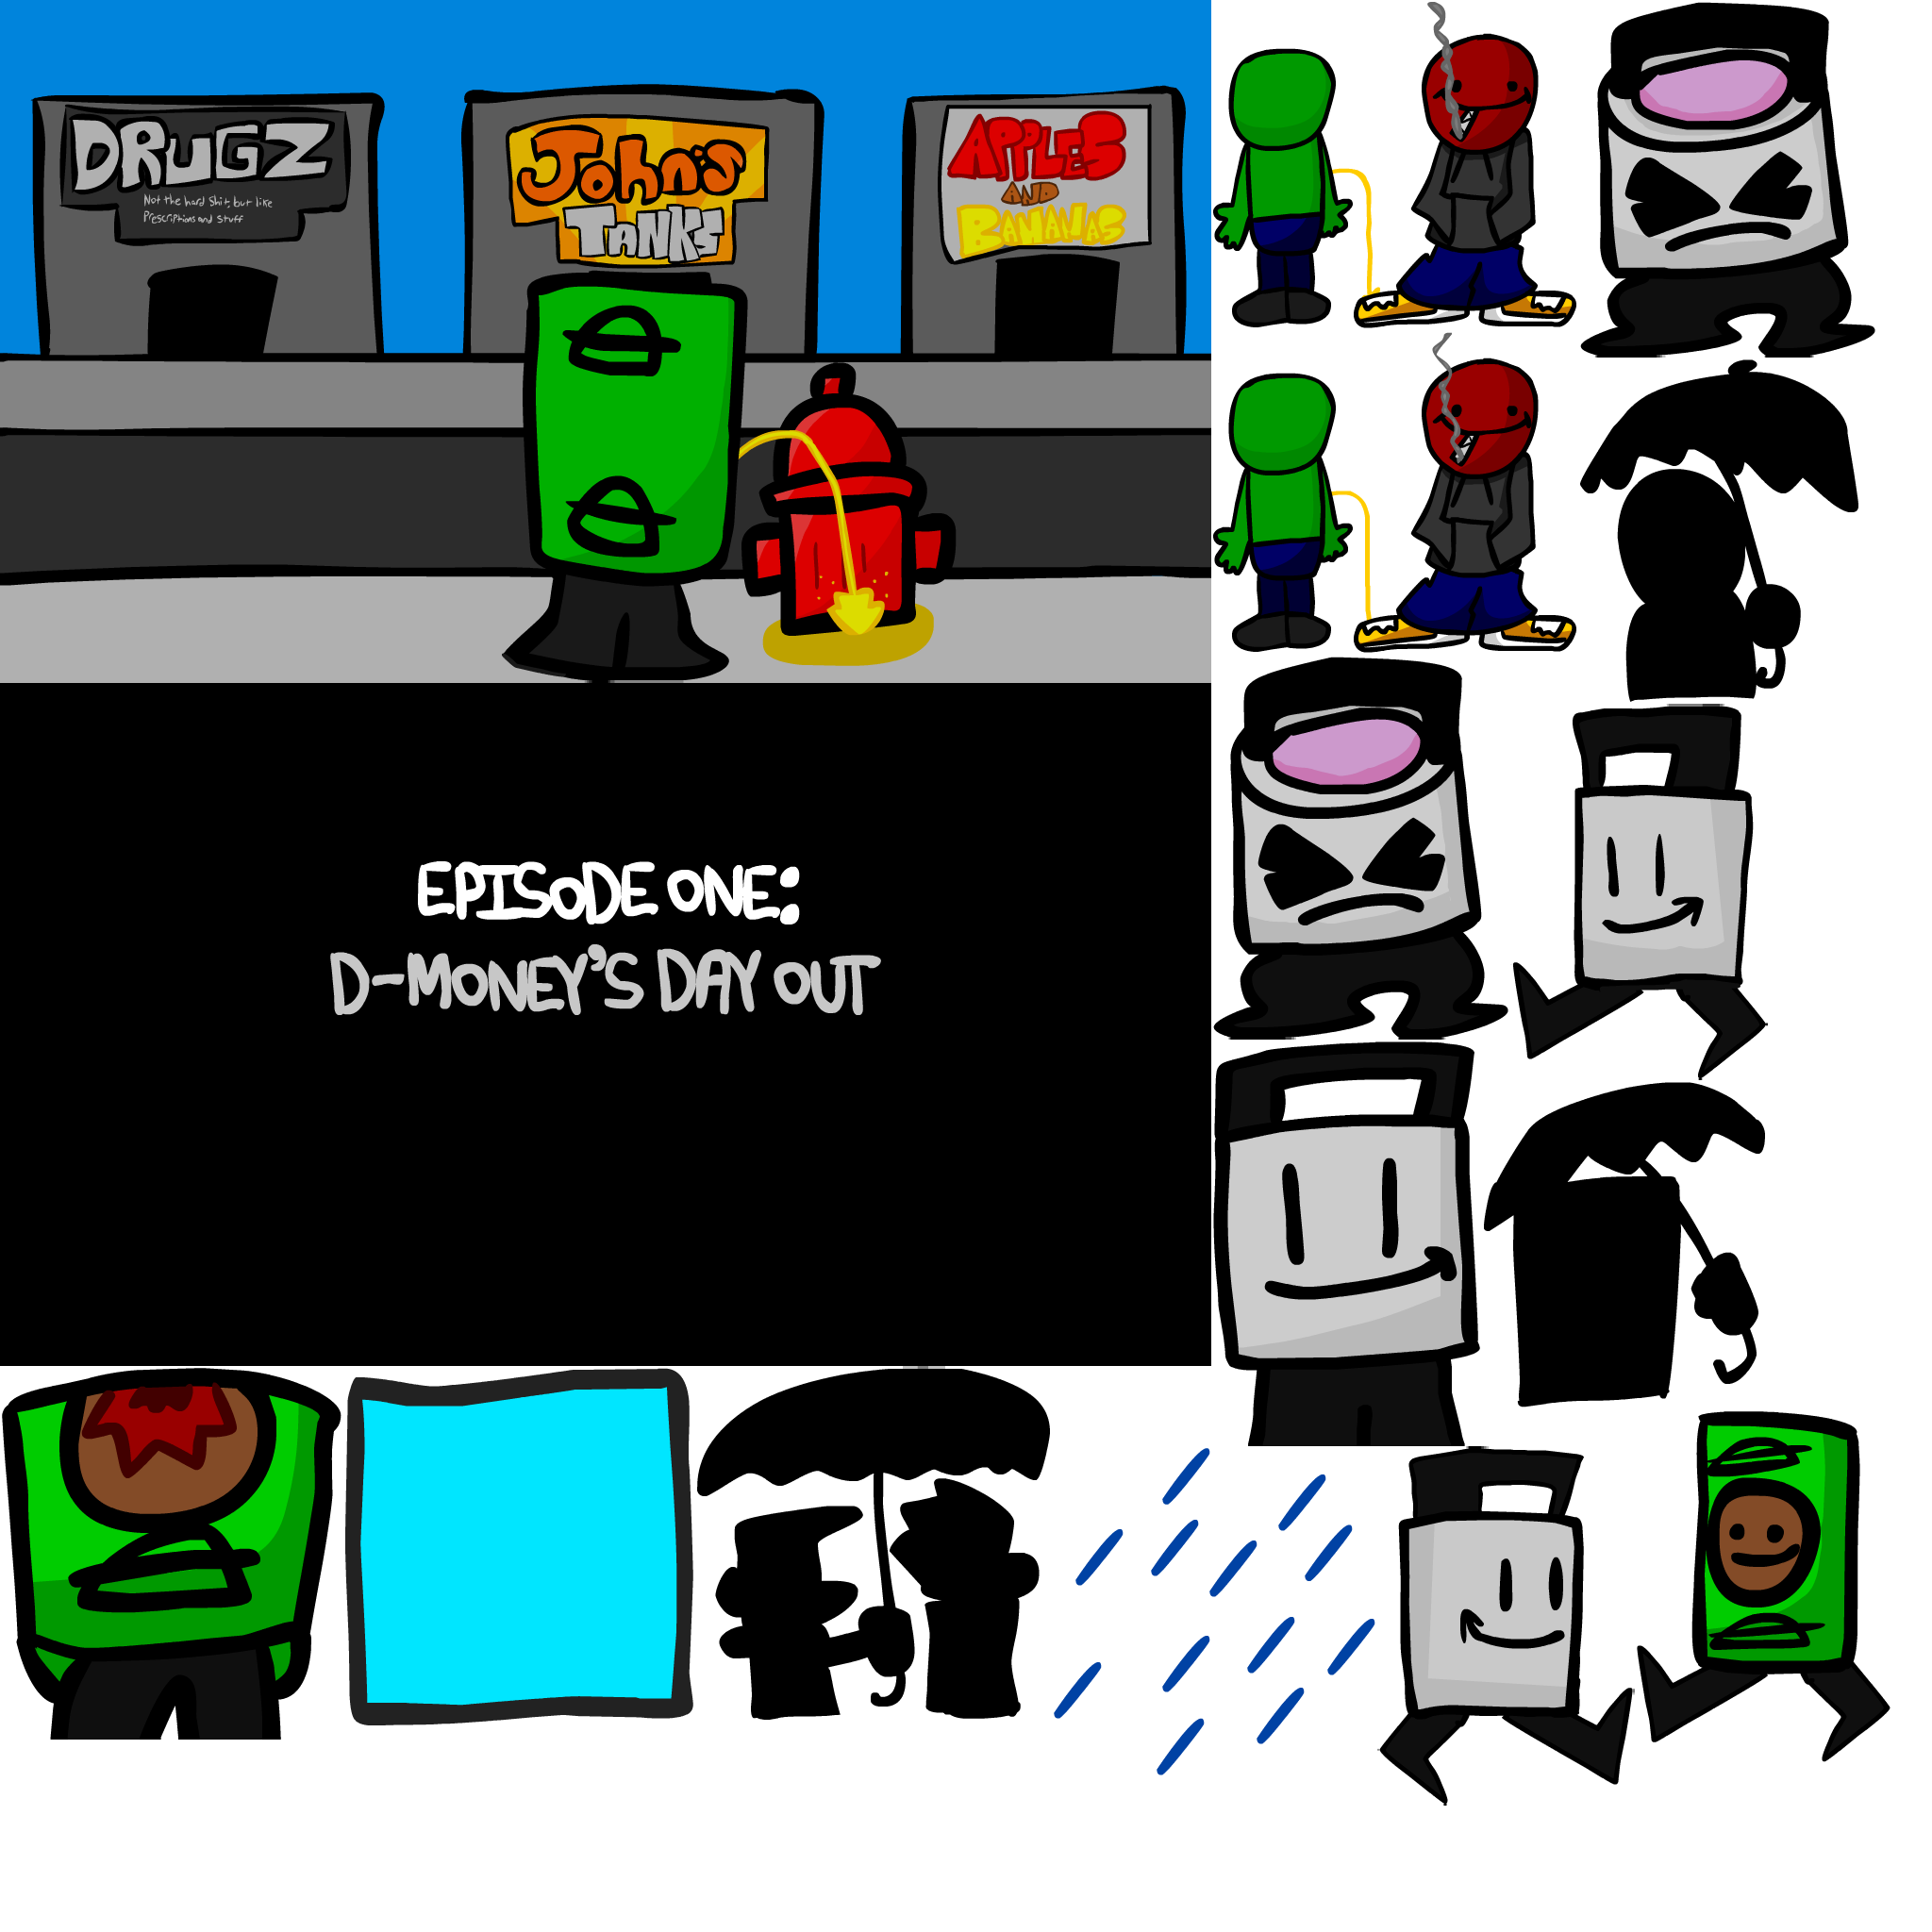 DRUGZ
Not the hard shit, but like
Prescriptions and stuff
John's
Tanks
APPLES
AND
BANANAS
EPISODE ONE:
D-MONEY'S DAY OUT